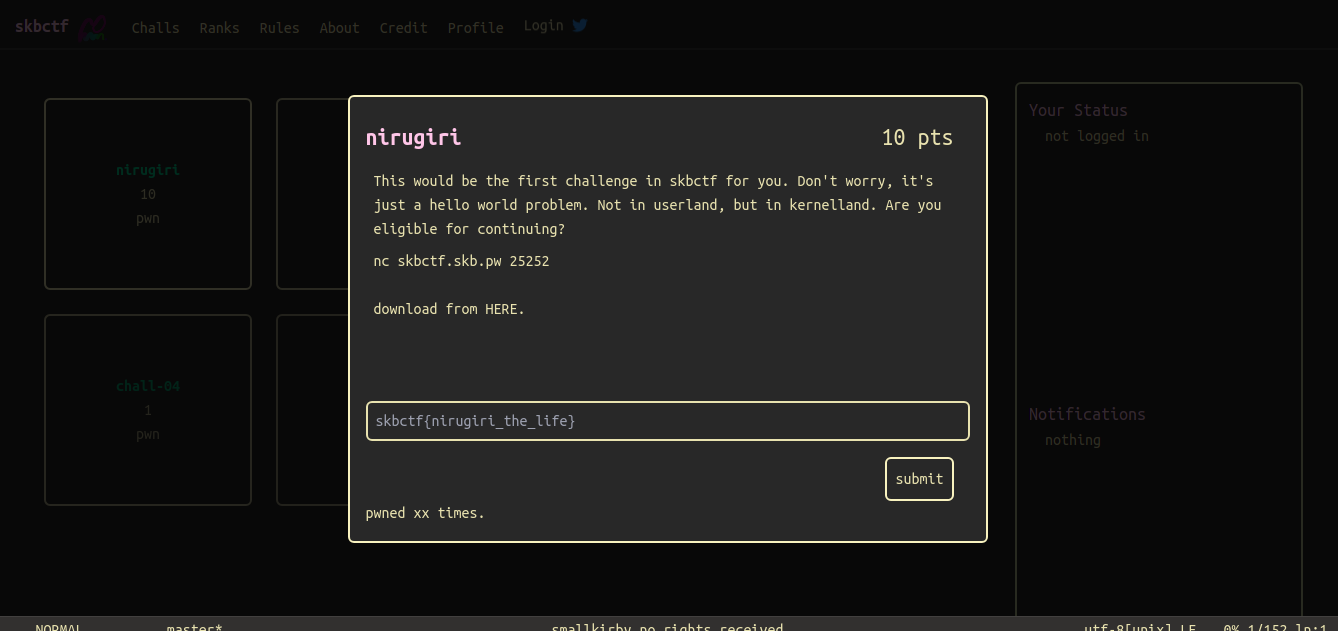 skbctf Challs Ranks Rules About Credit Profile Login
nirugiri
10
pwn
chall-04
1
pwn
nirugiri 10 pts
This would be the first challenge in skbctf for you. Don't worry, it's
just a hello world problem. Not in userland, but in kernelland. Are you
eligible for continuing?
nc skbctf.skb.pw 25252
download from HERE.
skbctf{nirugiri_the_life}
submit
pwned xx times.
Your Status
not logged in
Notifications
nothing
NORMAL master* smallkirby no rights received utf-8[unix] LF 0% 1/152 ln:1